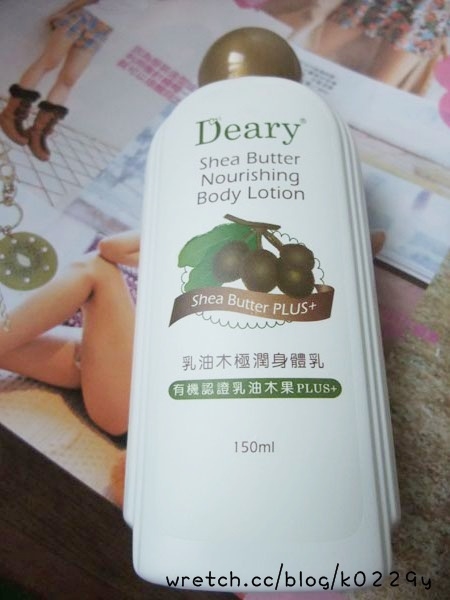 Deary®
Shea Butter
Nourishing
Body Lotion
Shea Butter PLUS+
乳油木極潤身體乳
有機認證乳油木果PLUS+
150ml
wretch.cc/blog/k0229y